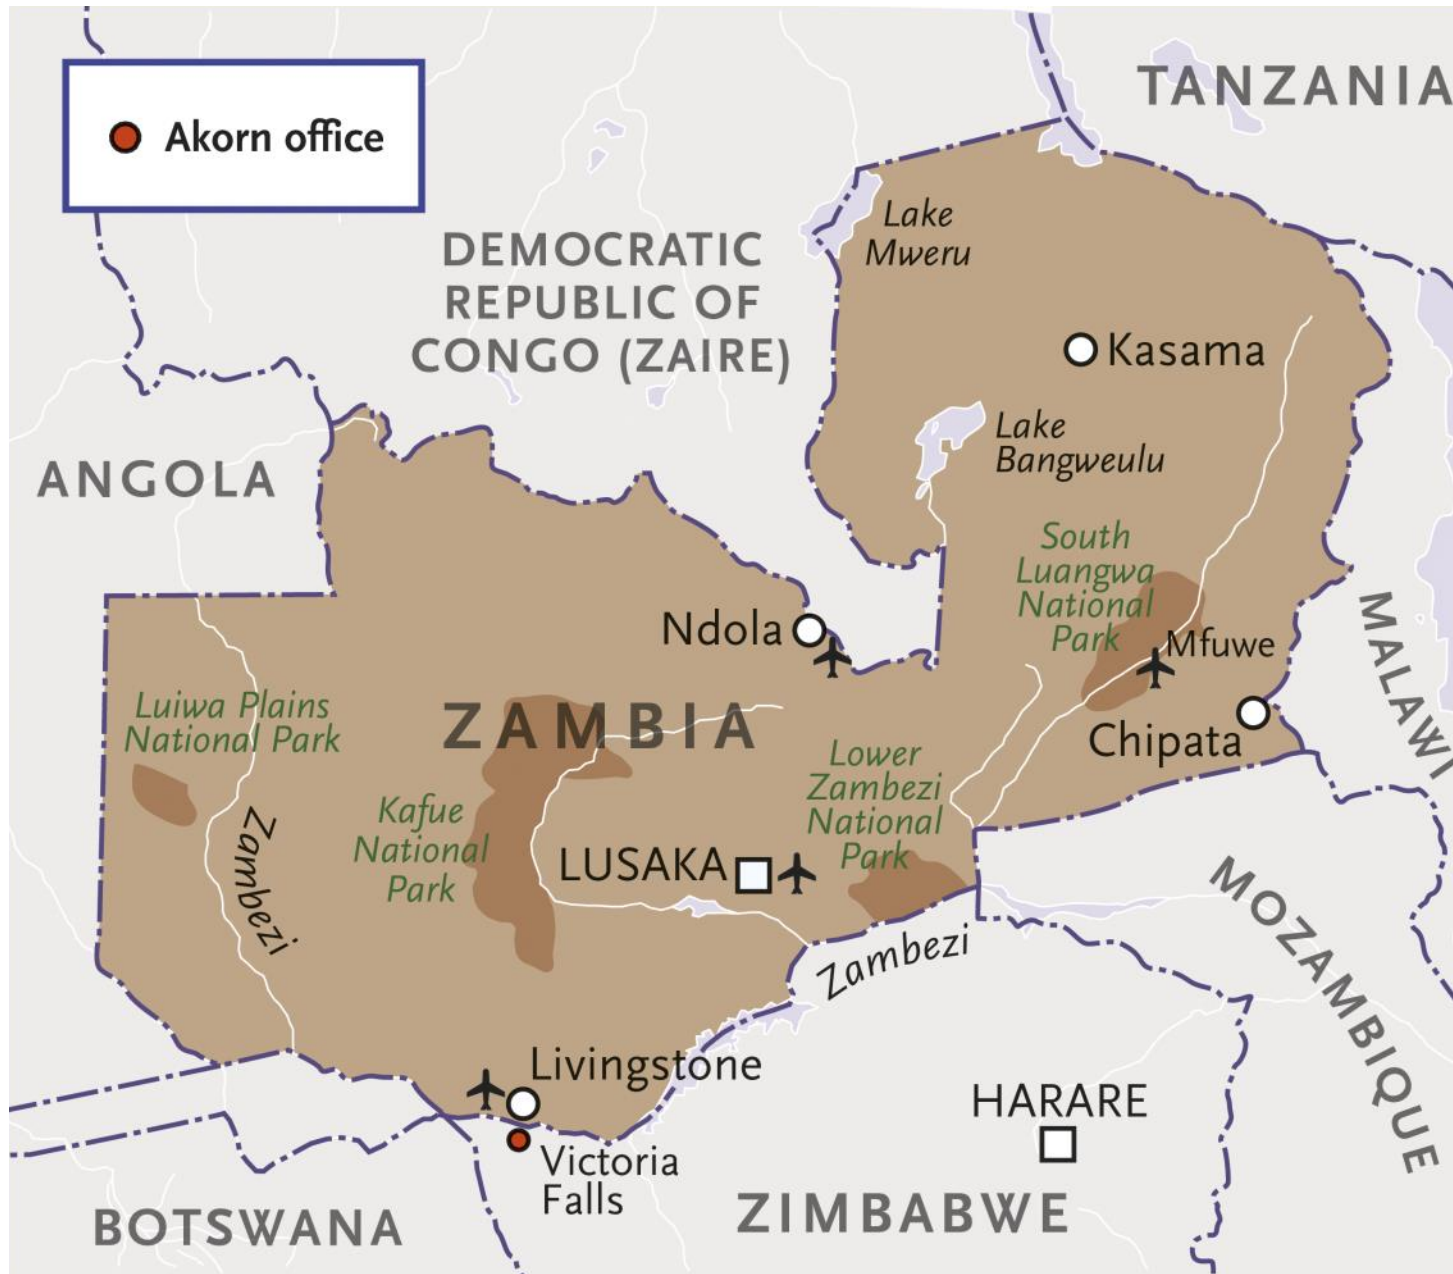 Akorn office
TANZANIA
DEMOCRATIC
REPUBLIC OF
CONGO (ZAIRE)
Lake
Mweru
Kasama
Lake
Bangweulu
ANGOLA
South
Luangwa
National
Park
Ndola
Mfuwe
MALAWI
Luiwa Plains
National Park
ZAMBIA
Chipata
Lower
Zambezi
National
Park
Kafue
National
Park
Zambezi
LUSAKA
MOZAMBIQUE
Zambezi
Livingstone
HARARE
Victoria
Falls
BOTSWANA
ZIMBABWE